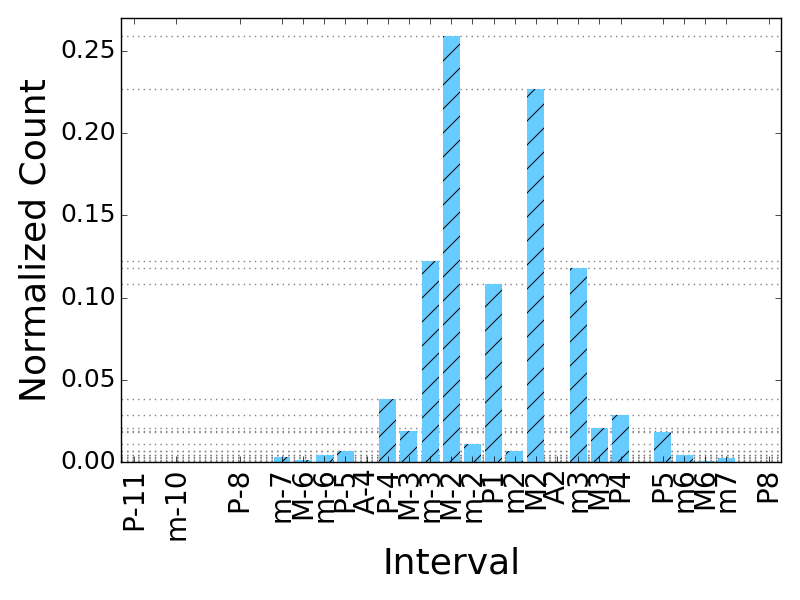 Normalized Count
0.25
0.20
0.15
0.10
0.05
0.00
P-11
m-10
P-8
m-7
M-6
m-6
P-5
A-4
P-4
M-3
m-3
M-2
m-2
P1
m2
M2
A2
m3
M3
P4
P5
m6
M6
m7
P8
Interval